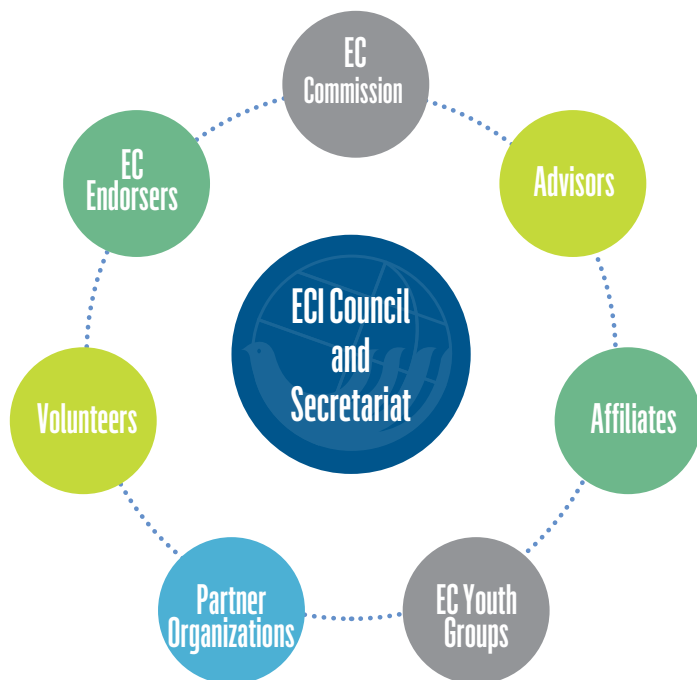 EC
Commission
Advisors
Affiliates
EC Youth
Groups
Partner
Organizations
Volunteers
EC
Endorsers
ECI Council
and
Secretariat